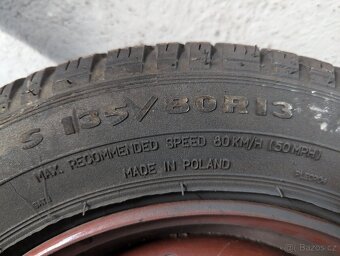 S 135/80R13
MAX. RECOMMENDED SPEED 80KM/H (50MPH)
MADE IN POLAND